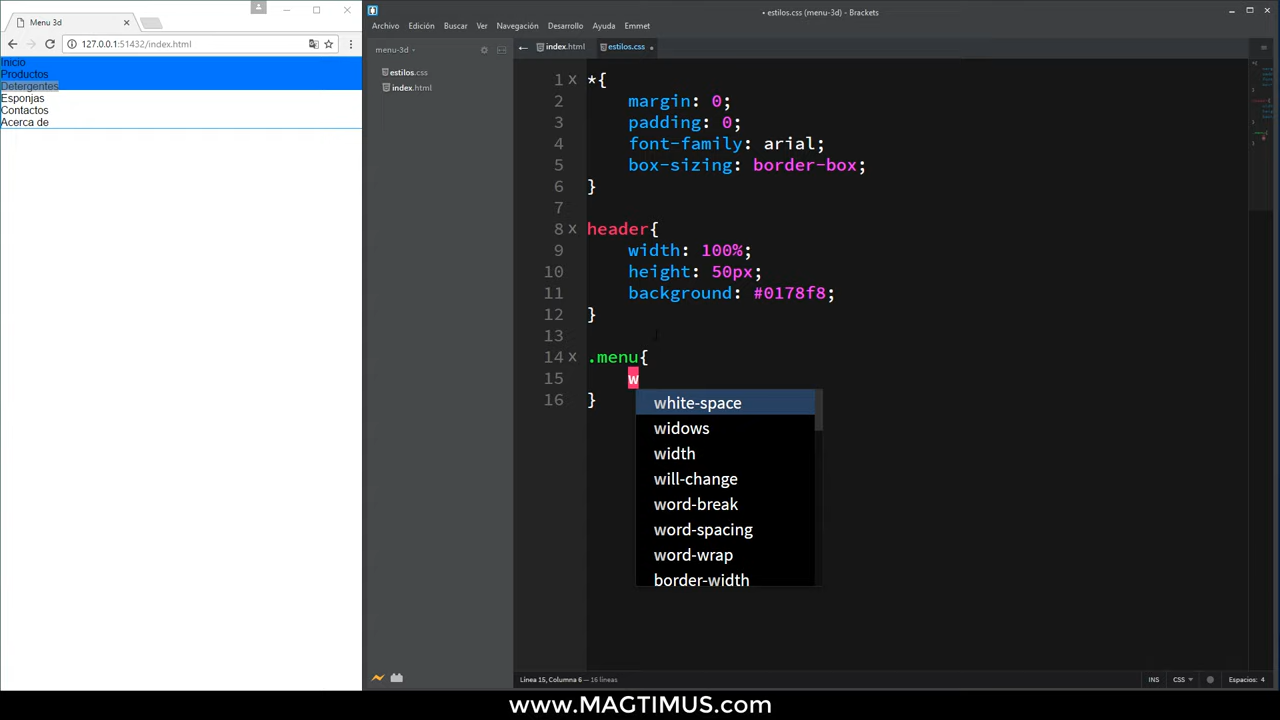 Menu 3d
127.0.0.1:51432/index.html
Inicio
Productos
Detergentes
Esponjas
Contactos
Acerca de
• estilos.css (menu-3d) - Brackets
Archivo Edición Buscar Ver Navegación Desarrollo Ayuda Emmet
menu-3d
estilos.css
index.html
index.html estilos.css
1 x *{
2 margin: 0;
3 padding: 0;
4 font-family: arial;
5 box-sizing: border-box;
6 }
7
8 x header{
9 width: 100%;
10 height: 50px;
11 background: #0178f8;
12 }
13
14 x .menu{
15 w
16 }
white-space
widows
width
will-change
word-break
word-spacing
word-wrap
border-width
Línea 15, Columna 6 — 16 líneas
INS CSS Espacios: 4
www.MAGTIMUS.com